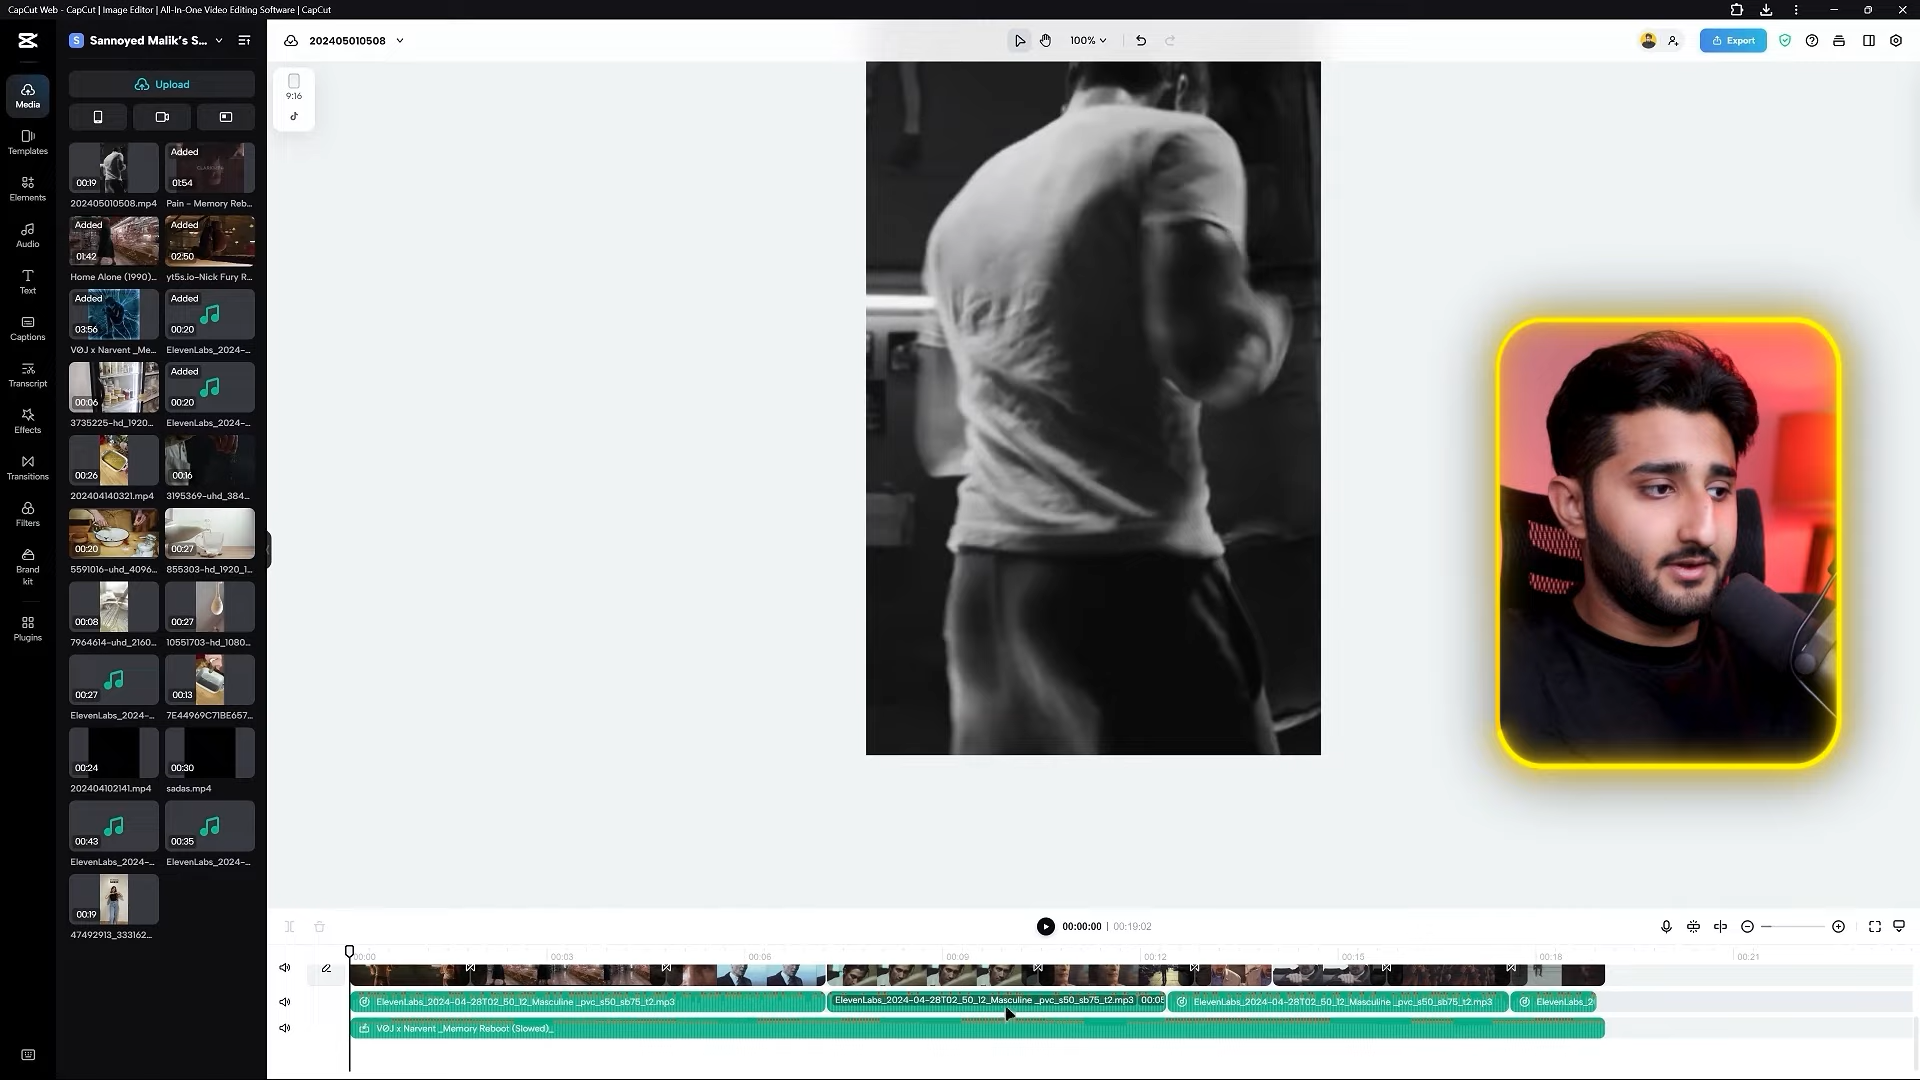 CapCut Web - CapCut | Image Editor | All-In-One Video Editing Software | CapCut
S Sannoyed Malik's S...
202405010508
100%
Export
Media
Templates
Elements
Audio
Text
Captions
Transcript
Effects
Transitions
Filters
Brand
kit
Plugins
Upload
9:16
00:19
202405010508.mp4
Added
01:54
Pain - Memory Reb...
Added
01:42
Home Alone (1990)...
Added
02:50
yt5s.io-Nick Fury R...
Added
03:56
VØJ x Narvent _Me...
Added
00:20
ElevenLabs_2024-...
00:06
3735225-hd_1920...
Added
00:20
ElevenLabs_2024-...
00:26
202404140321.mp4
00:16
3195369-uhd_384...
00:20
5591016-uhd_4096...
00:27
855303-hd_1920_1...
00:08
7964614-uhd_2160...
00:27
10551703-hd_1080...
00:27
ElevenLabs_2024-...
00:13
7E44969C71BE657...
00:24
202404102141.mp4
00:30
sadas.mp4
00:43
ElevenLabs_2024-...
00:35
ElevenLabs_2024-...
00:19
47492913_333162...
00:00:00 | 00:19:02
00:00 00:03 00:06 00:09 00:12 00:15 00:18 00:21
ElevenLabs_2024-04-28T02_50_12_Masculine _pvc_s50_sb75_t2.mp3
ElevenLabs_2024-04-28T02_50_12_Masculine _pvc_s50_sb75_t2.mp3 00:05
ElevenLabs_2024-04-28T02_50_12_Masculine _pvc_s50_sb75_t2.mp3
ElevenLabs_2
VØJ x Narvent _Memory Reboot (Slowed)_